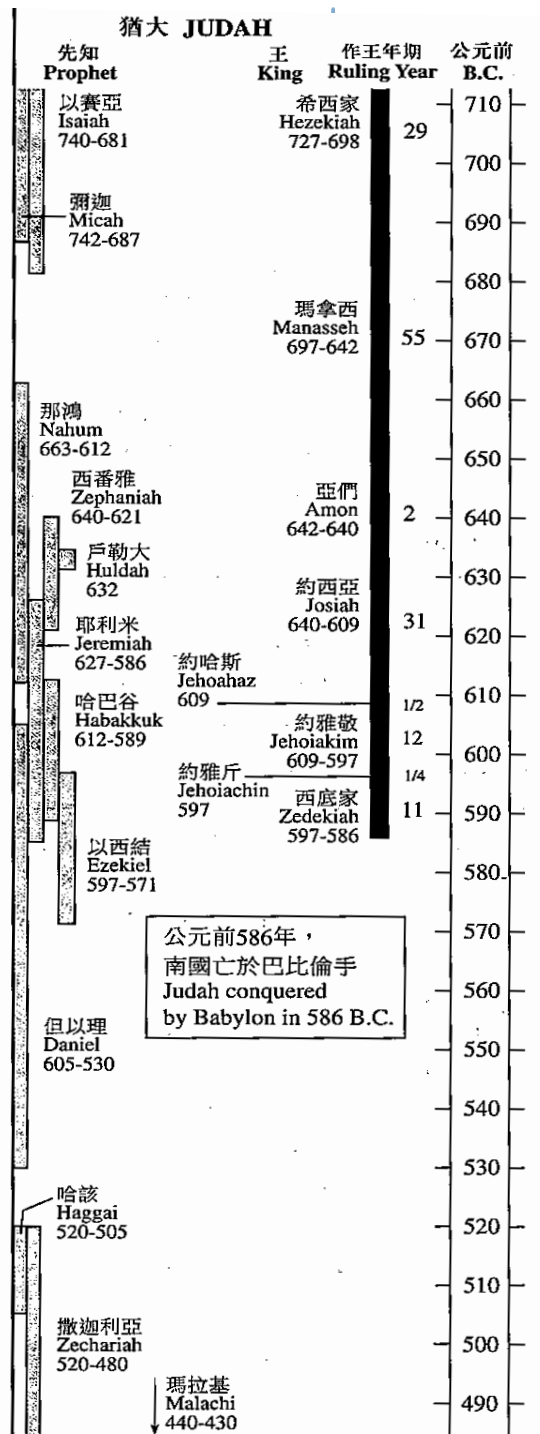 猶大 JUDAH
先知
Prophet
王
King
作王年期
Ruling Year
公元前
B.C.
以賽亞
Isaiah
740-681
彌迦
Micah
742-687
那鴻
Nahum
663-612
西番雅
Zephaniah
640-621
戶勒大
Huldah
632
耶利米
Jeremiah
627-586
哈巴谷
Habakkuk
612-589
以西結
Ezekiel
597-571
但以理
Daniel
605-530
哈該
Haggai
520-505
撒迦利亞
Zechariah
520-480
瑪拉基
Malachi
440-430
希西家
Hezekiah
727-698
29
瑪拿西
Manasseh
697-642
55
亞們
Amon
642-640
2
約西亞
Josiah
640-609
31
約哈斯
Jehoahaz
609
1/2
約雅敬
Jehoiakim
609-597
12
約雅斤
Jehoiachin
597
1/4
西底家
Zedekiah
597-586
11
公元前586年，
南國亡於巴比倫手
Judah conquered
by Babylon in 586 B.C.
710
700
690
680
670
660
650
640
630
620
610
600
590
580
570
560
550
540
530
520
510
500
490